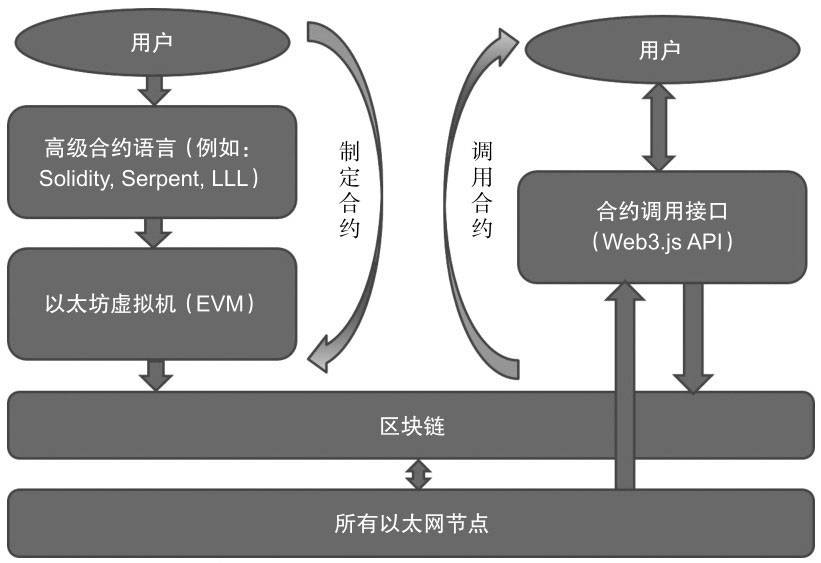 用户
高级合约语言（例如：
Solidity, Serpent, LLL）
以太坊虚拟机（EVM）
制定合约
调用合约
用户
合约调用接口
（Web3.js API）
区块链
所有以太网节点